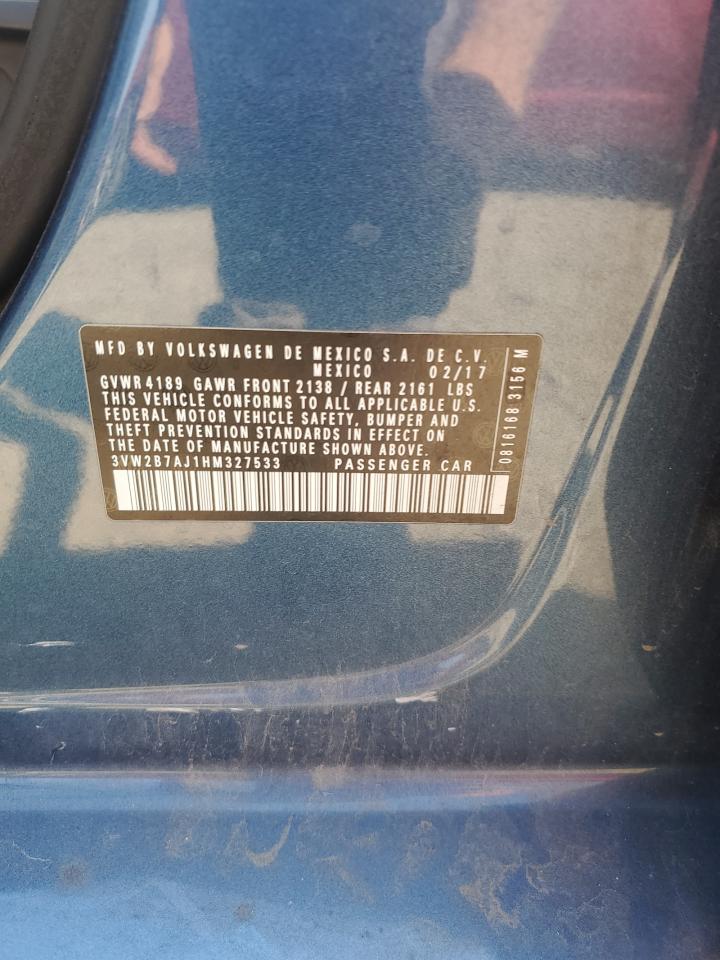 MFD BY VOLKSWAGEN DE MEXICO S.A. DE C.V.
MEXICO 02/17
GVWR 4189 GAWR FRONT 2138 / REAR 2161 LBS
THIS VEHICLE CONFORMS TO ALL APPLICABLE U.S.
FEDERAL MOTOR VEHICLE SAFETY, BUMPER AND
THEFT PREVENTION STANDARDS IN EFFECT ON
THE DATE OF MANUFACTURE SHOWN ABOVE.
3VW2B7AJ1HM327533 PASSENGER CAR
0816168 3156 M